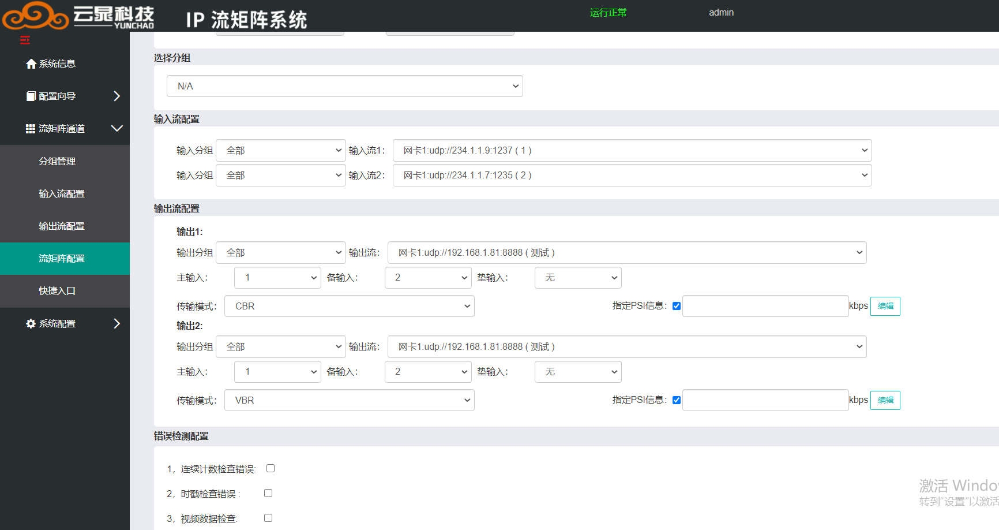 云晁科技
YUNCHAO
IP 流矩阵系统
运行正常
admin
系统信息
配置向导
流矩阵通道
分组管理
输入流配置
输出流配置
流矩阵配置
快捷入口
系统配置
选择分组
N/A
输入流配置
输入分组 全部 输入流1： 网卡1:udp://234.1.1.9:1237 ( 1 )
输入分组 全部 输入流2： 网卡1:udp://234.1.1.7:1235 ( 2 )
输出流配置
输出1:
输出分组 全部 输出流： 网卡1:udp://192.168.1.81:8888 ( 测试 )
主输入： 1 备输入： 2 垫输入： 无
传输模式： CBR 指定PSI信息： kbps 编辑
输出2:
输出分组 全部 输出流： 网卡1:udp://192.168.1.81:8888 ( 测试 )
主输入： 1 备输入： 2 垫输入： 无
传输模式： VBR 指定PSI信息： kbps 编辑
错误检测配置
1，连续计数检查错误:
2，时戳检查错误 :
3，视频数据检查:
激活 Windo
转到"设置"以激活